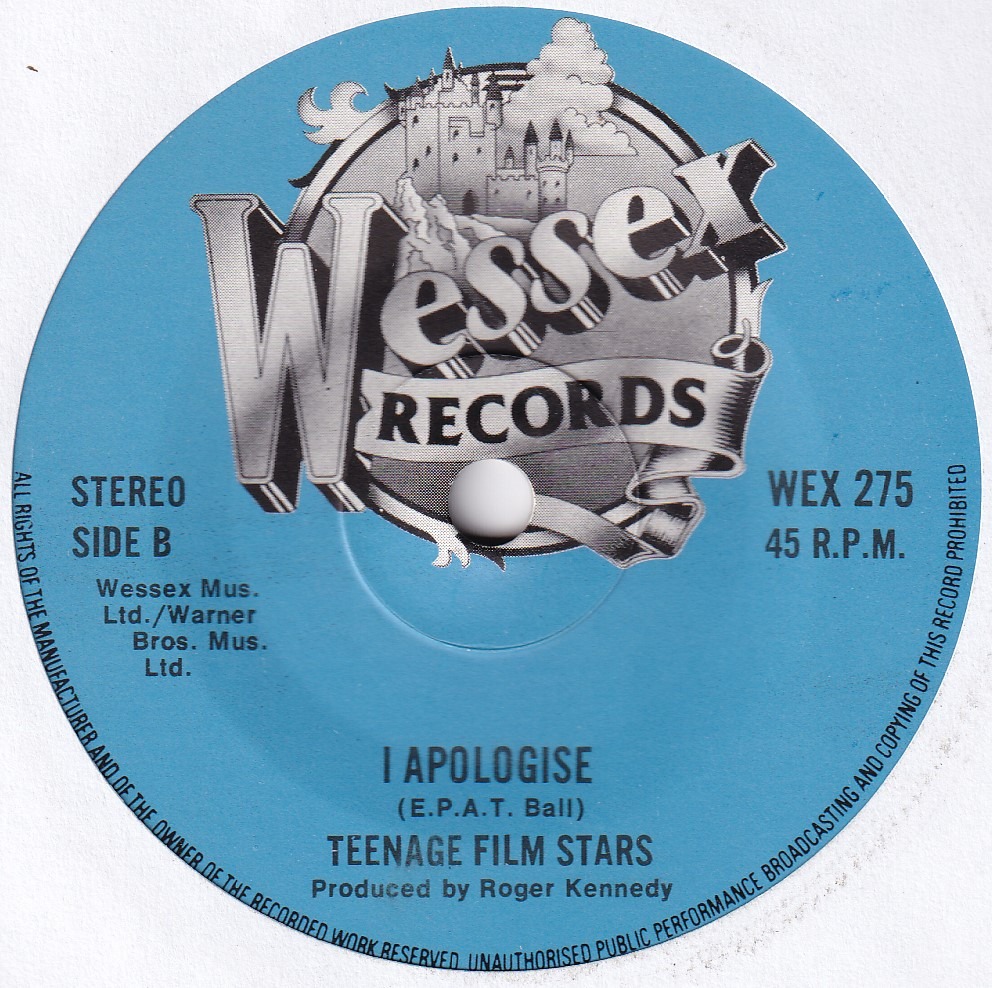 Wessex
RECORDS
STEREO
SIDE B
WEX 275
45 R.P.M.
Wessex Mus.
Ltd./Warner
Bros. Mus.
Ltd.
I APOLOGISE
(E.P.A.T. Ball)
TEENAGE FILM STARS
Produced by Roger Kennedy
ALL RIGHTS OF THE MANUFACTURER AND OF THE OWNER OF THE RECORDED WORK RESERVED UNAUTHORISED PUBLIC PERFORMANCE BROADCASTING AND COPYING OF THIS RECORD PROHIBITED